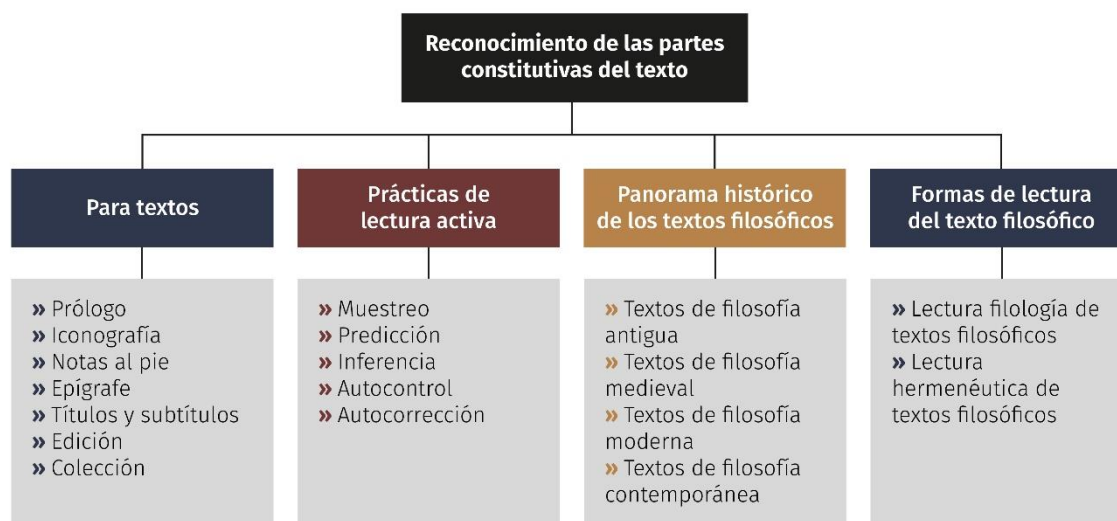 Reconocimiento de las partes
constitutivas del texto
Para textos
» Prólogo
» Iconografía
» Notas al pie
» Epígrafe
» Títulos y subtítulos
» Edición
» Colección
Prácticas de
lectura activa
» Muestreo
» Predicción
» Inferencia
» Autocontrol
» Autocorrección
Panorama histórico
de los textos filosóficos
» Textos de filosofía
antigua
» Textos de filosofía
medieval
» Textos de filosofía
moderna
» Textos de filosofía
contemporánea
Formas de lectura
del texto filosófico
» Lectura filología de
textos filosóficos
» Lectura
hermenéutica de
textos filosóficos